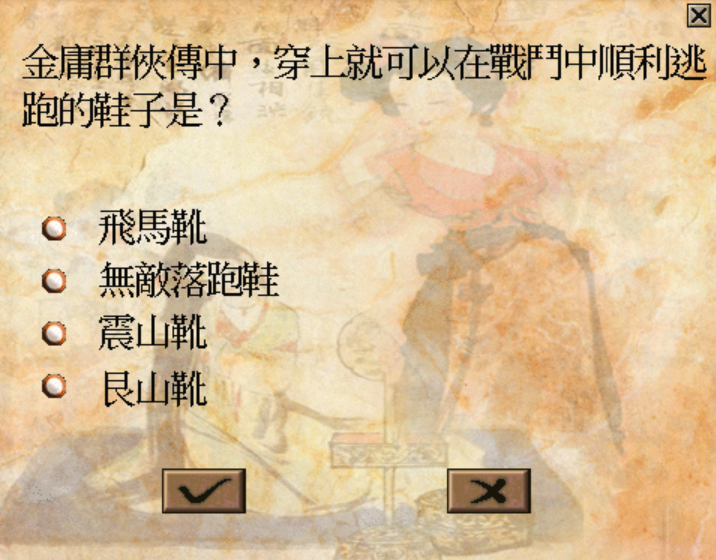 金庸群俠傳中，穿上就可以在戰鬥中順利逃
跑的鞋子是？
飛馬靴
無敵落跑鞋
震山靴
艮山靴